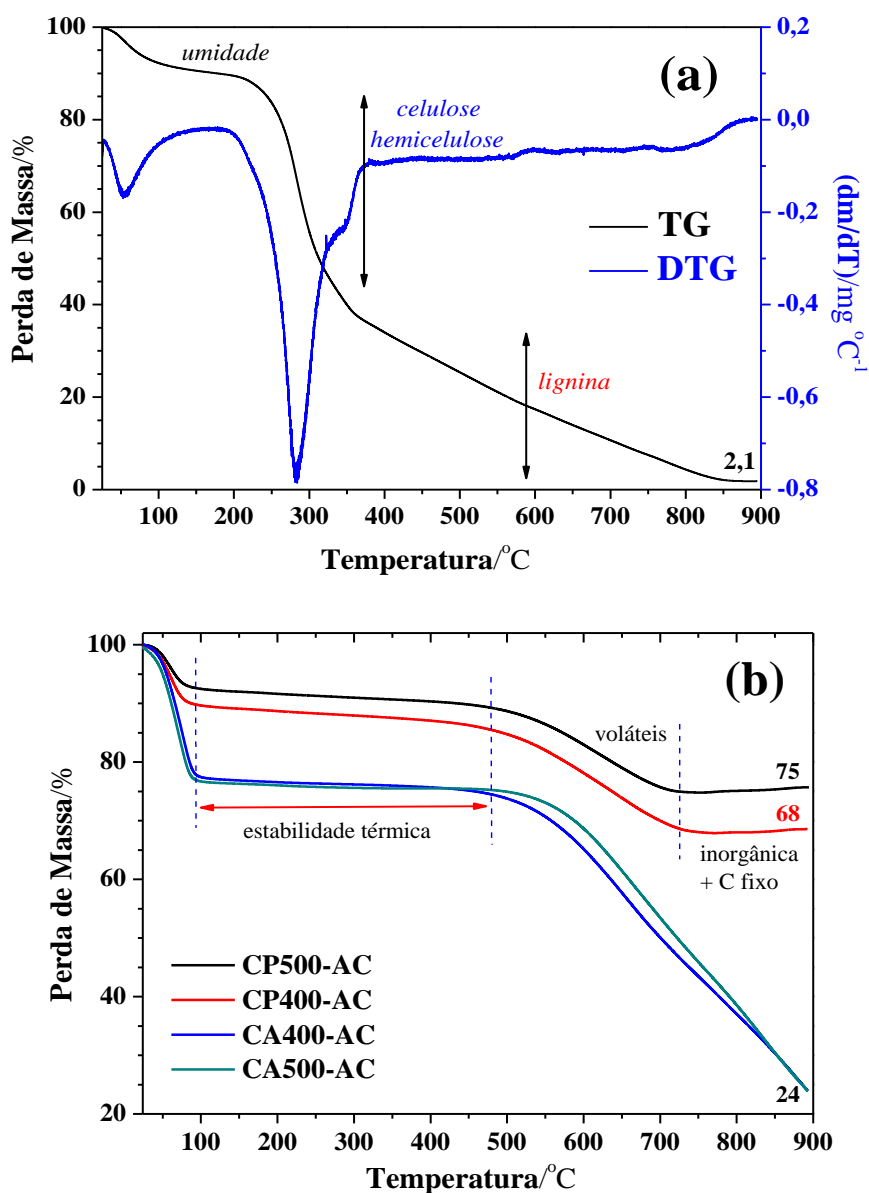 (a)
umidade
celulose
hemicelulose
TG
DTG
lignina
2,1
Perda de Massa/%
100
80
60
40
20
0
0,2
0,0
-0,2
-0,4
-0,6
-0,8
(dm/dT)/mg °C-1
100 200 300 400 500 600 700 800 900
Temperatura/°C
(b)
voláteis
75
68
estabilidade térmica
inorgânica
+ C fixo
CP500-AC
CP400-AC
CA400-AC
CA500-AC
24
Perda de Massa/%
100
80
60
40
20
100 200 300 400 500 600 700 800 900
Temperatura/°C